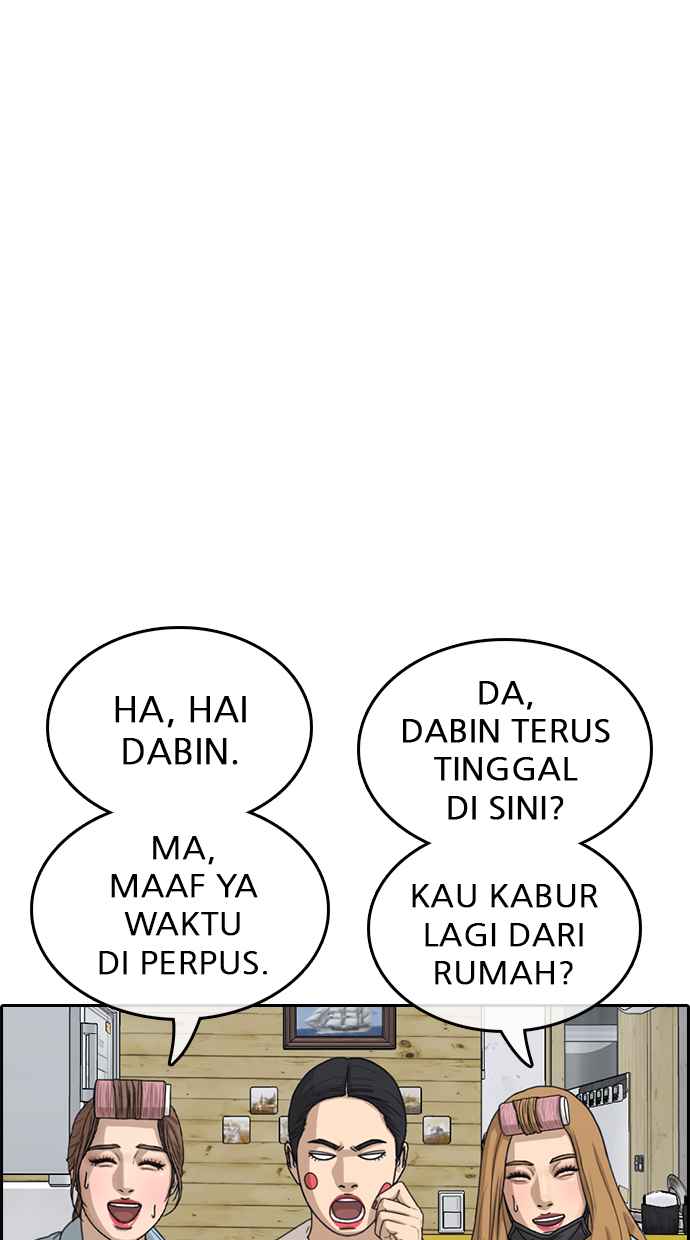 HA, HAI
DABIN.
MA,
MAAF YA
WAKTU
DI PERPUS.
DA,
DABIN TERUS
TINGGAL
DI SINI?
KAU KABUR
LAGI DARI
RUMAH?